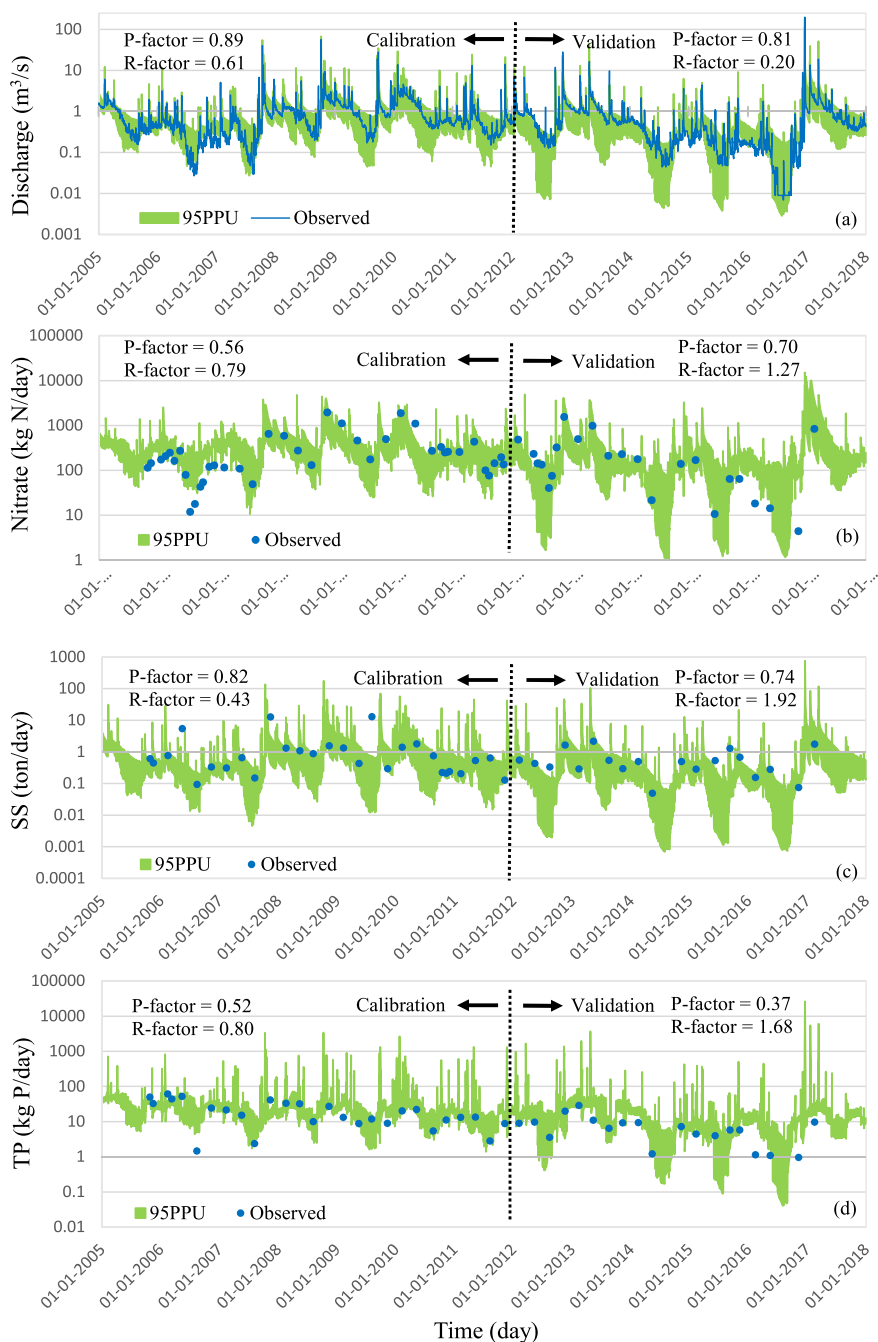 P-factor = 0.89
R-factor = 0.61
Calibration
Validation
P-factor = 0.81
R-factor = 0.20
Discharge (m³/s)
100
10
1
0.1
0.01
0.001
95PPU
Observed
(a)
01-01-2005
01-01-2006
01-01-2007
01-01-2008
01-01-2009
01-01-2010
01-01-2011
01-01-2012
01-01-2013
01-01-2014
01-01-2015
01-01-2016
01-01-2017
01-01-2018
P-factor = 0.56
R-factor = 0.79
Calibration
Validation
P-factor = 0.70
R-factor = 1.27
Nitrate (kg N/day)
100000
10000
1000
100
10
1
95PPU
Observed
(b)
01-01-...
01-01-...
01-01-...
01-01-...
01-01-...
01-01-...
01-01-...
01-01-...
01-01-...
01-01-...
01-01-...
01-01-...
01-01-...
01-01-...
P-factor = 0.82
R-factor = 0.43
Calibration
Validation
P-factor = 0.74
R-factor = 1.92
SS (ton/day)
1000
100
10
1
0.1
0.01
0.001
0.0001
95PPU
Observed
(c)
01-01-2005
01-01-2006
01-01-2007
01-01-2008
01-01-2009
01-01-2010
01-01-2011
01-01-2012
01-01-2013
01-01-2014
01-01-2015
01-01-2016
01-01-2017
01-01-2018
P-factor = 0.52
R-factor = 0.80
Calibration
Validation
P-factor = 0.37
R-factor = 1.68
TP (kg P/day)
100000
10000
1000
100
10
1
0.1
0.01
95PPU
Observed
(d)
01-01-2005
01-01-2006
01-01-2007
01-01-2008
01-01-2009
01-01-2010
01-01-2011
01-01-2012
01-01-2013
01-01-2014
01-01-2015
01-01-2016
01-01-2017
01-01-2018
Time (day)